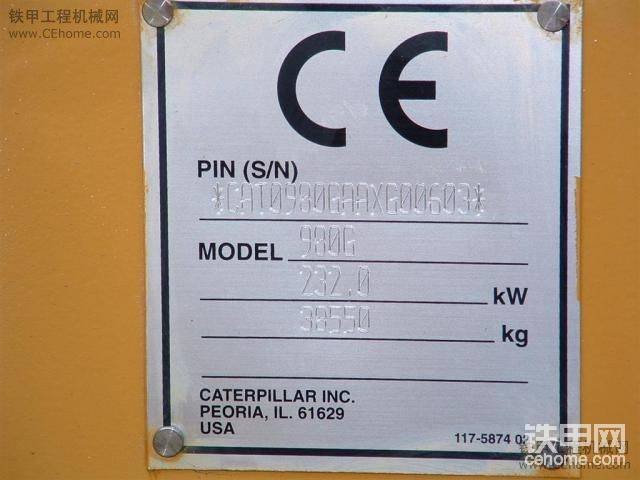 铁甲工程机械网
www.CEhome.com
CE
PIN (S/N)
*CAT0980GAAXG00603*
MODEL 980G
232.0 kW
38550 kg
CATERPILLAR INC.
PEORIA, IL. 61629
USA
117-5874 02
铁甲网
cehome.com